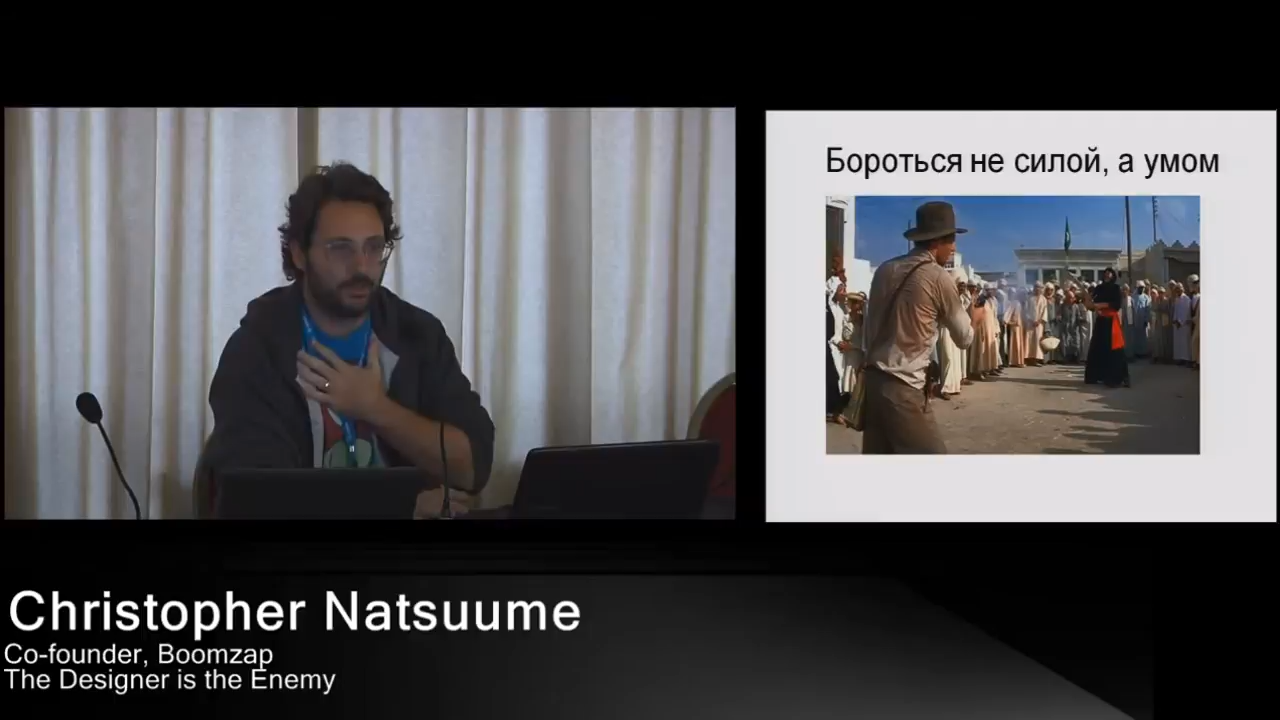 Бороться не силой, а умом
Christopher Natsuume
Co-founder, Boomzap
The Designer is the Enemy